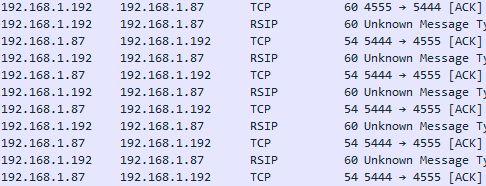 192.168.1.192 192.168.1.87 TCP 60 4555 → 5444 [ACK]
192.168.1.192 192.168.1.87 RSIP 60 Unknown Message Ty
192.168.1.87 192.168.1.192 TCP 54 5444 → 4555 [ACK]
192.168.1.192 192.168.1.87 RSIP 60 Unknown Message Ty
192.168.1.87 192.168.1.192 TCP 54 5444 → 4555 [ACK]
192.168.1.192 192.168.1.87 RSIP 60 Unknown Message Ty
192.168.1.87 192.168.1.192 TCP 54 5444 → 4555 [ACK]
192.168.1.192 192.168.1.87 RSIP 60 Unknown Message Ty
192.168.1.87 192.168.1.192 TCP 54 5444 → 4555 [ACK]
192.168.1.192 192.168.1.87 RSIP 60 Unknown Message Ty
192.168.1.87 192.168.1.192 TCP 54 5444 → 4555 [ACK]